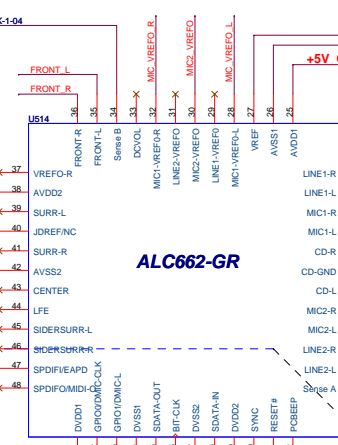 K-1-04
MIC_VREFO_R
MIC2_VREFO
MIC_VREFO_L
+5V
FRONT_L
FRONT_R
U514
36
35
34
33
32
31
30
29
28
27
26
25
FRONT-R
FRONT-L
Sense B
DCVOL
MIC1-VREF0-R
LINE2-VREFO
MIC2-VREFO
LINE1-VREF0
MIC1-VREF0-L
VREF
AVSS1
AVDD1
37 VREFO-R
38 AVDD2
39 SURR-L
40 JDREF/NC
41 SURR-R
42 AVSS2
43 CENTER
44 LFE
45 SIDERSURR-L
46 SIDERSURR-R
47 SPDIFI/EAPD
48 SPDIFO/MIDI-O
ALC662-GR
LINE1-R
LINE1-L
MIC1-R
MIC1-L
CD-R
CD-GND
CD-L
MIC2-R
MIC2-L
LINE2-R
LINE2-L
Sense A
DVDD1
GPIO0/DMIC-CLK
GPIO1/DMIC-L
DVSS1
SDATA-OUT
BIT-CLK
DVSS2
SDATA-IN
DVDD2
SYNC
RESET#
PCBEEP